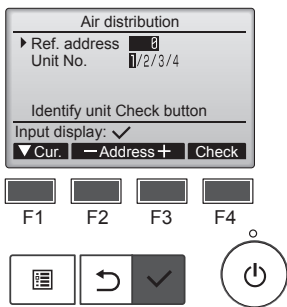 Air distribution
Ref. address 0
Unit No. 1/2/3/4
Identify unit Check button
Input display: ✓
▼Cur. −Address+ Check
F1 F2 F3 F4